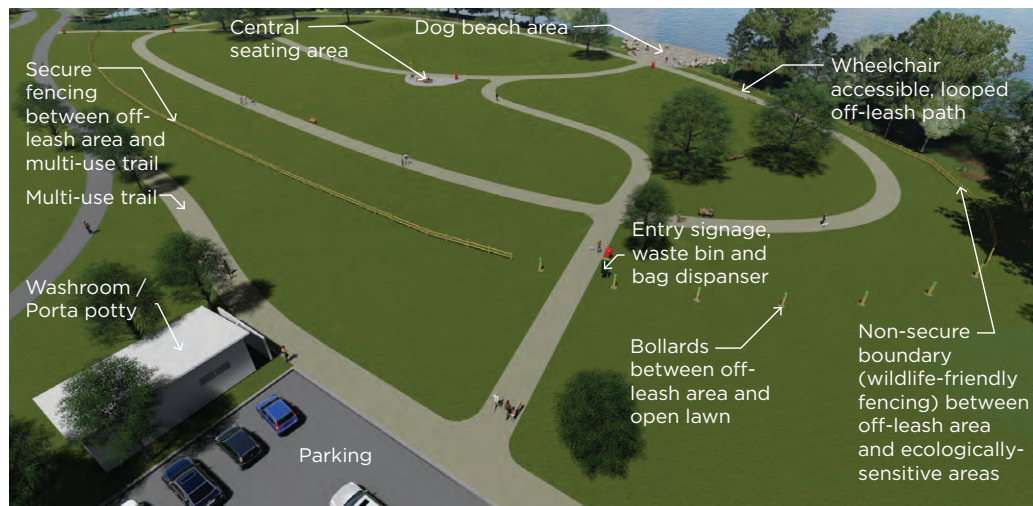 Central
seating area
Dog beach area
Secure
fencing
between off-
leash area and
multi-use trail
Wheelchair
accessible, looped
off-leash path
Multi-use trail
Entry signage,
waste bin and
bag dispanser
Washroom /
Porta potty
Bollards
between off-
leash area and
open lawn
Non-secure
boundary
(wildlife-friendly
fencing) between
off-leash area
and ecologically-
sensitive areas
Parking